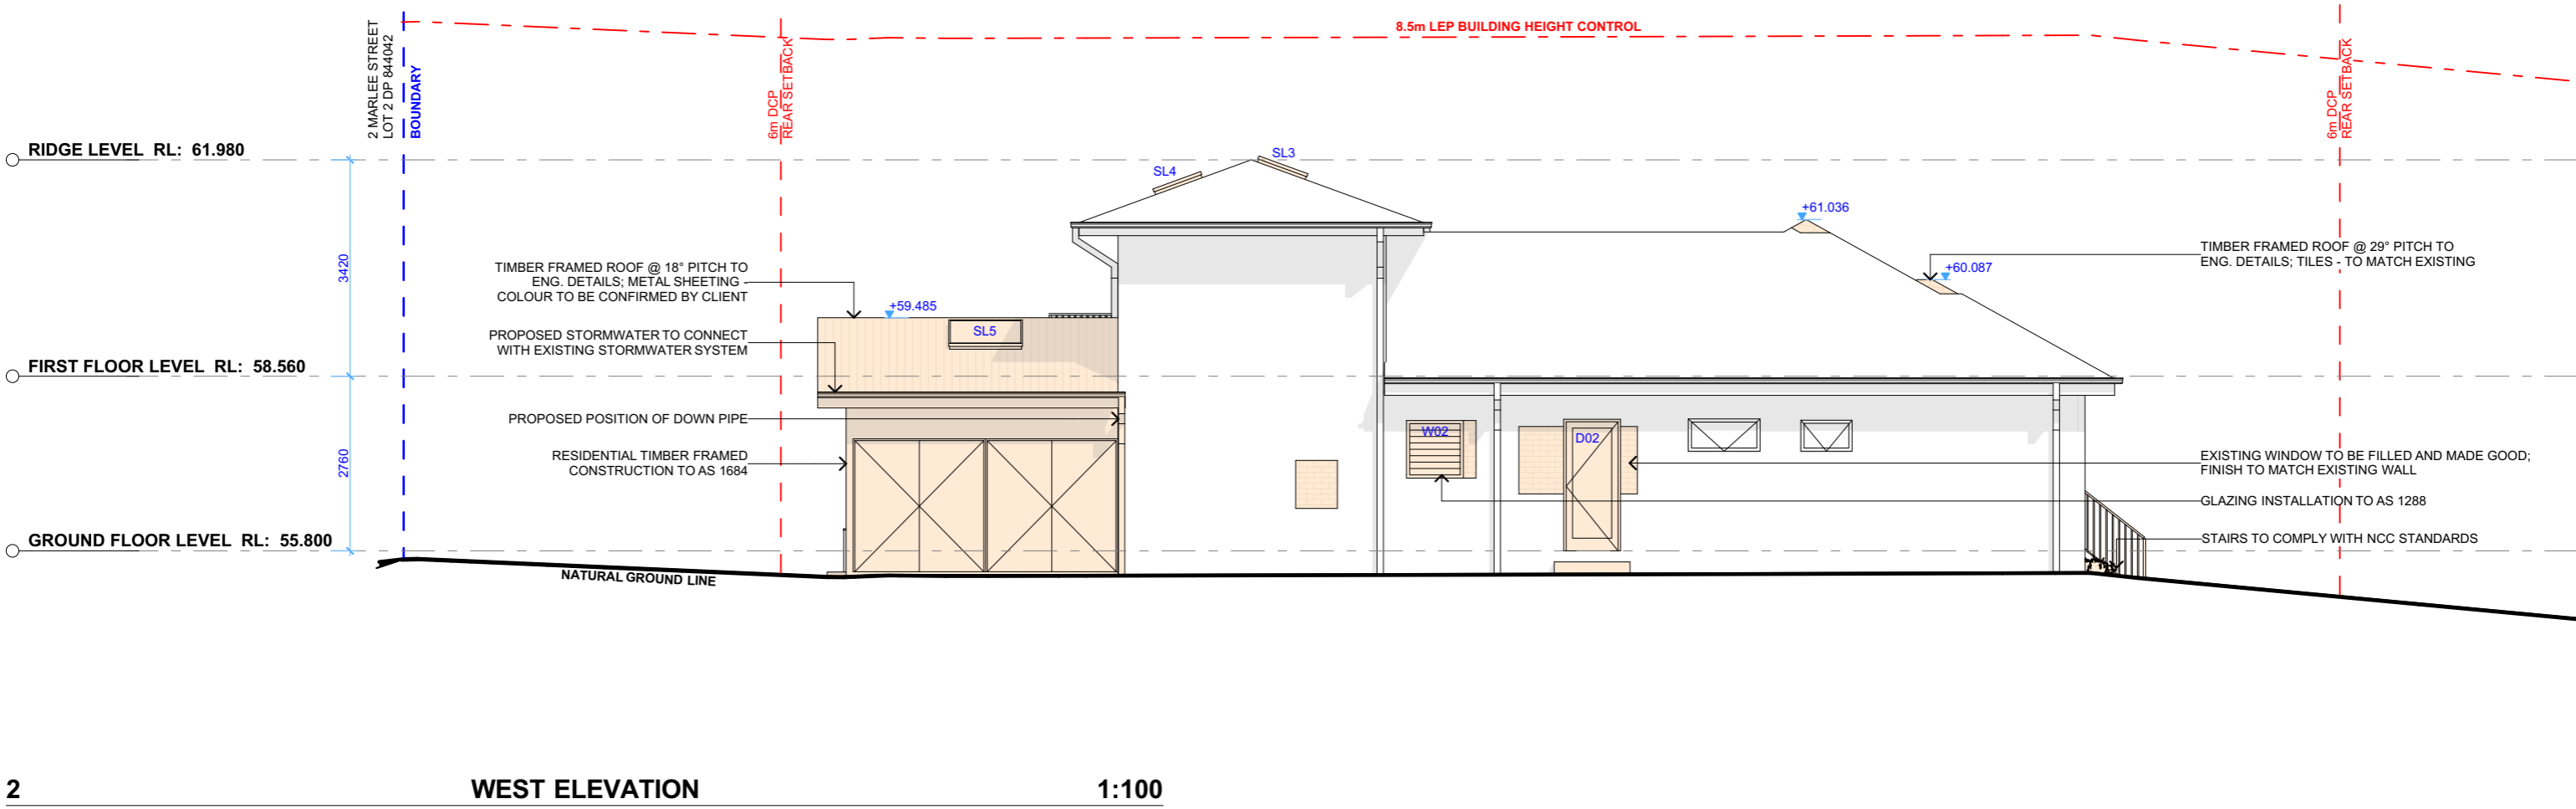 8.5m LEP BUILDING HEIGHT CONTROL
2 MARLEE STREET
LOT 2 DP 844042
BOUNDARY
6m DCP
REAR SETBACK
6m DCP
REAR SETBACK
RIDGE LEVEL RL: 61.980
SL4
SL3
+61.036
3420
TIMBER FRAMED ROOF @ 18° PITCH TO
ENG. DETAILS; METAL SHEETING -
COLOUR TO BE CONFIRMED BY CLIENT
+59.485
SL5
+60.087
TIMBER FRAMED ROOF @ 29° PITCH TO
ENG. DETAILS; TILES - TO MATCH EXISTING
PROPOSED STORMWATER TO CONNECT
WITH EXISTING STORMWATER SYSTEM
FIRST FLOOR LEVEL RL: 58.560
2760
PROPOSED POSITION OF DOWN PIPE
RESIDENTIAL TIMBER FRAMED
CONSTRUCTION TO AS 1684
W02
D02
EXISTING WINDOW TO BE FILLED AND MADE GOOD;
FINISH TO MATCH EXISTING WALL
GLAZING INSTALLATION TO AS 1288
STAIRS TO COMPLY WITH NCC STANDARDS
GROUND FLOOR LEVEL RL: 55.800
NATURAL GROUND LINE
2 WEST ELEVATION 1:100